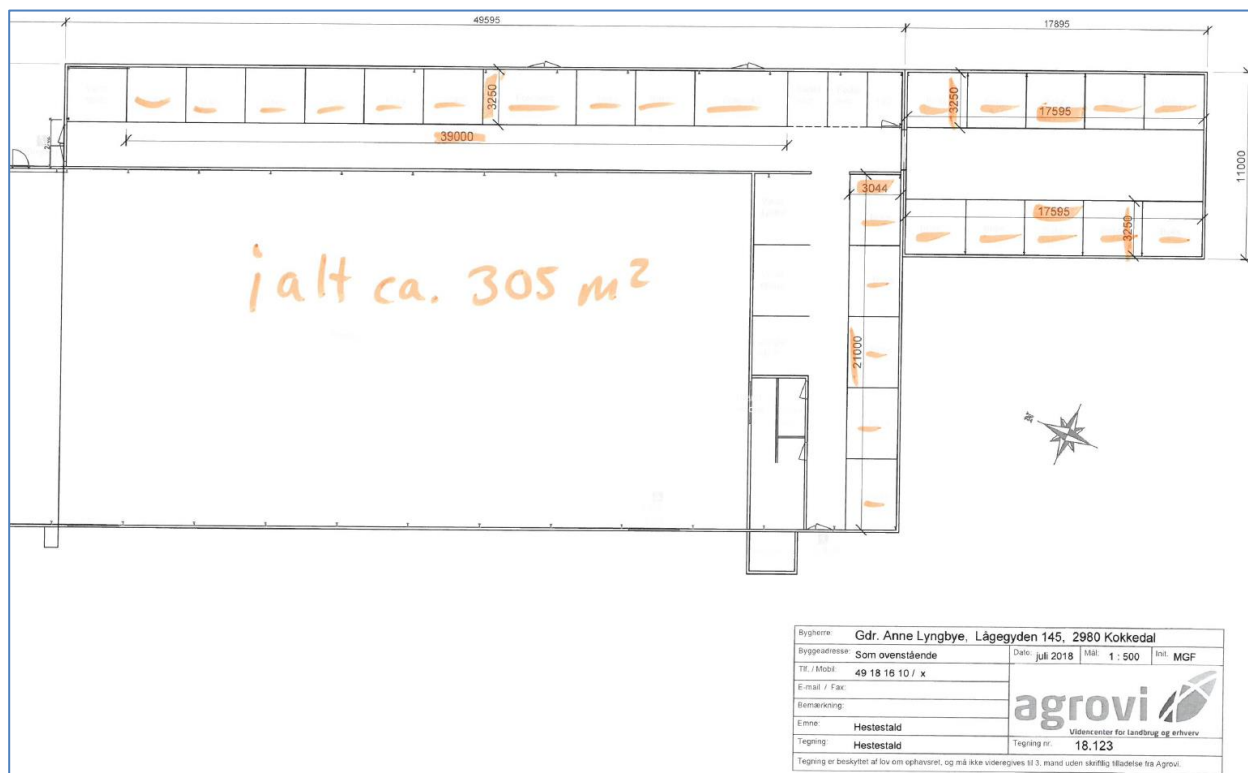 49595
17895
3250
39000
3250
17595
11000
3044
17595
3250
21000
i alt ca. 305 m²
N
Bygherre: Gdr. Anne Lyngbye, Lågegyden 145, 2980 Kokkedal
Byggeadresse: Som ovenstående Dato: juli 2018 Mål: 1 : 500 Init. MGF
Tlf. / Mobil: 49 18 16 10 / x
E-mail / Fax:
Bemærkning:
Emne: Hestestald
agrovi
Videncenter for landbrug og erhverv
Tegning: Hestestald Tegning nr. 18.123
Tegning er beskyttet af lov om ophavsret, og må ikke videregives til 3. mand uden skriftlig tilladelse fra Agrovi.